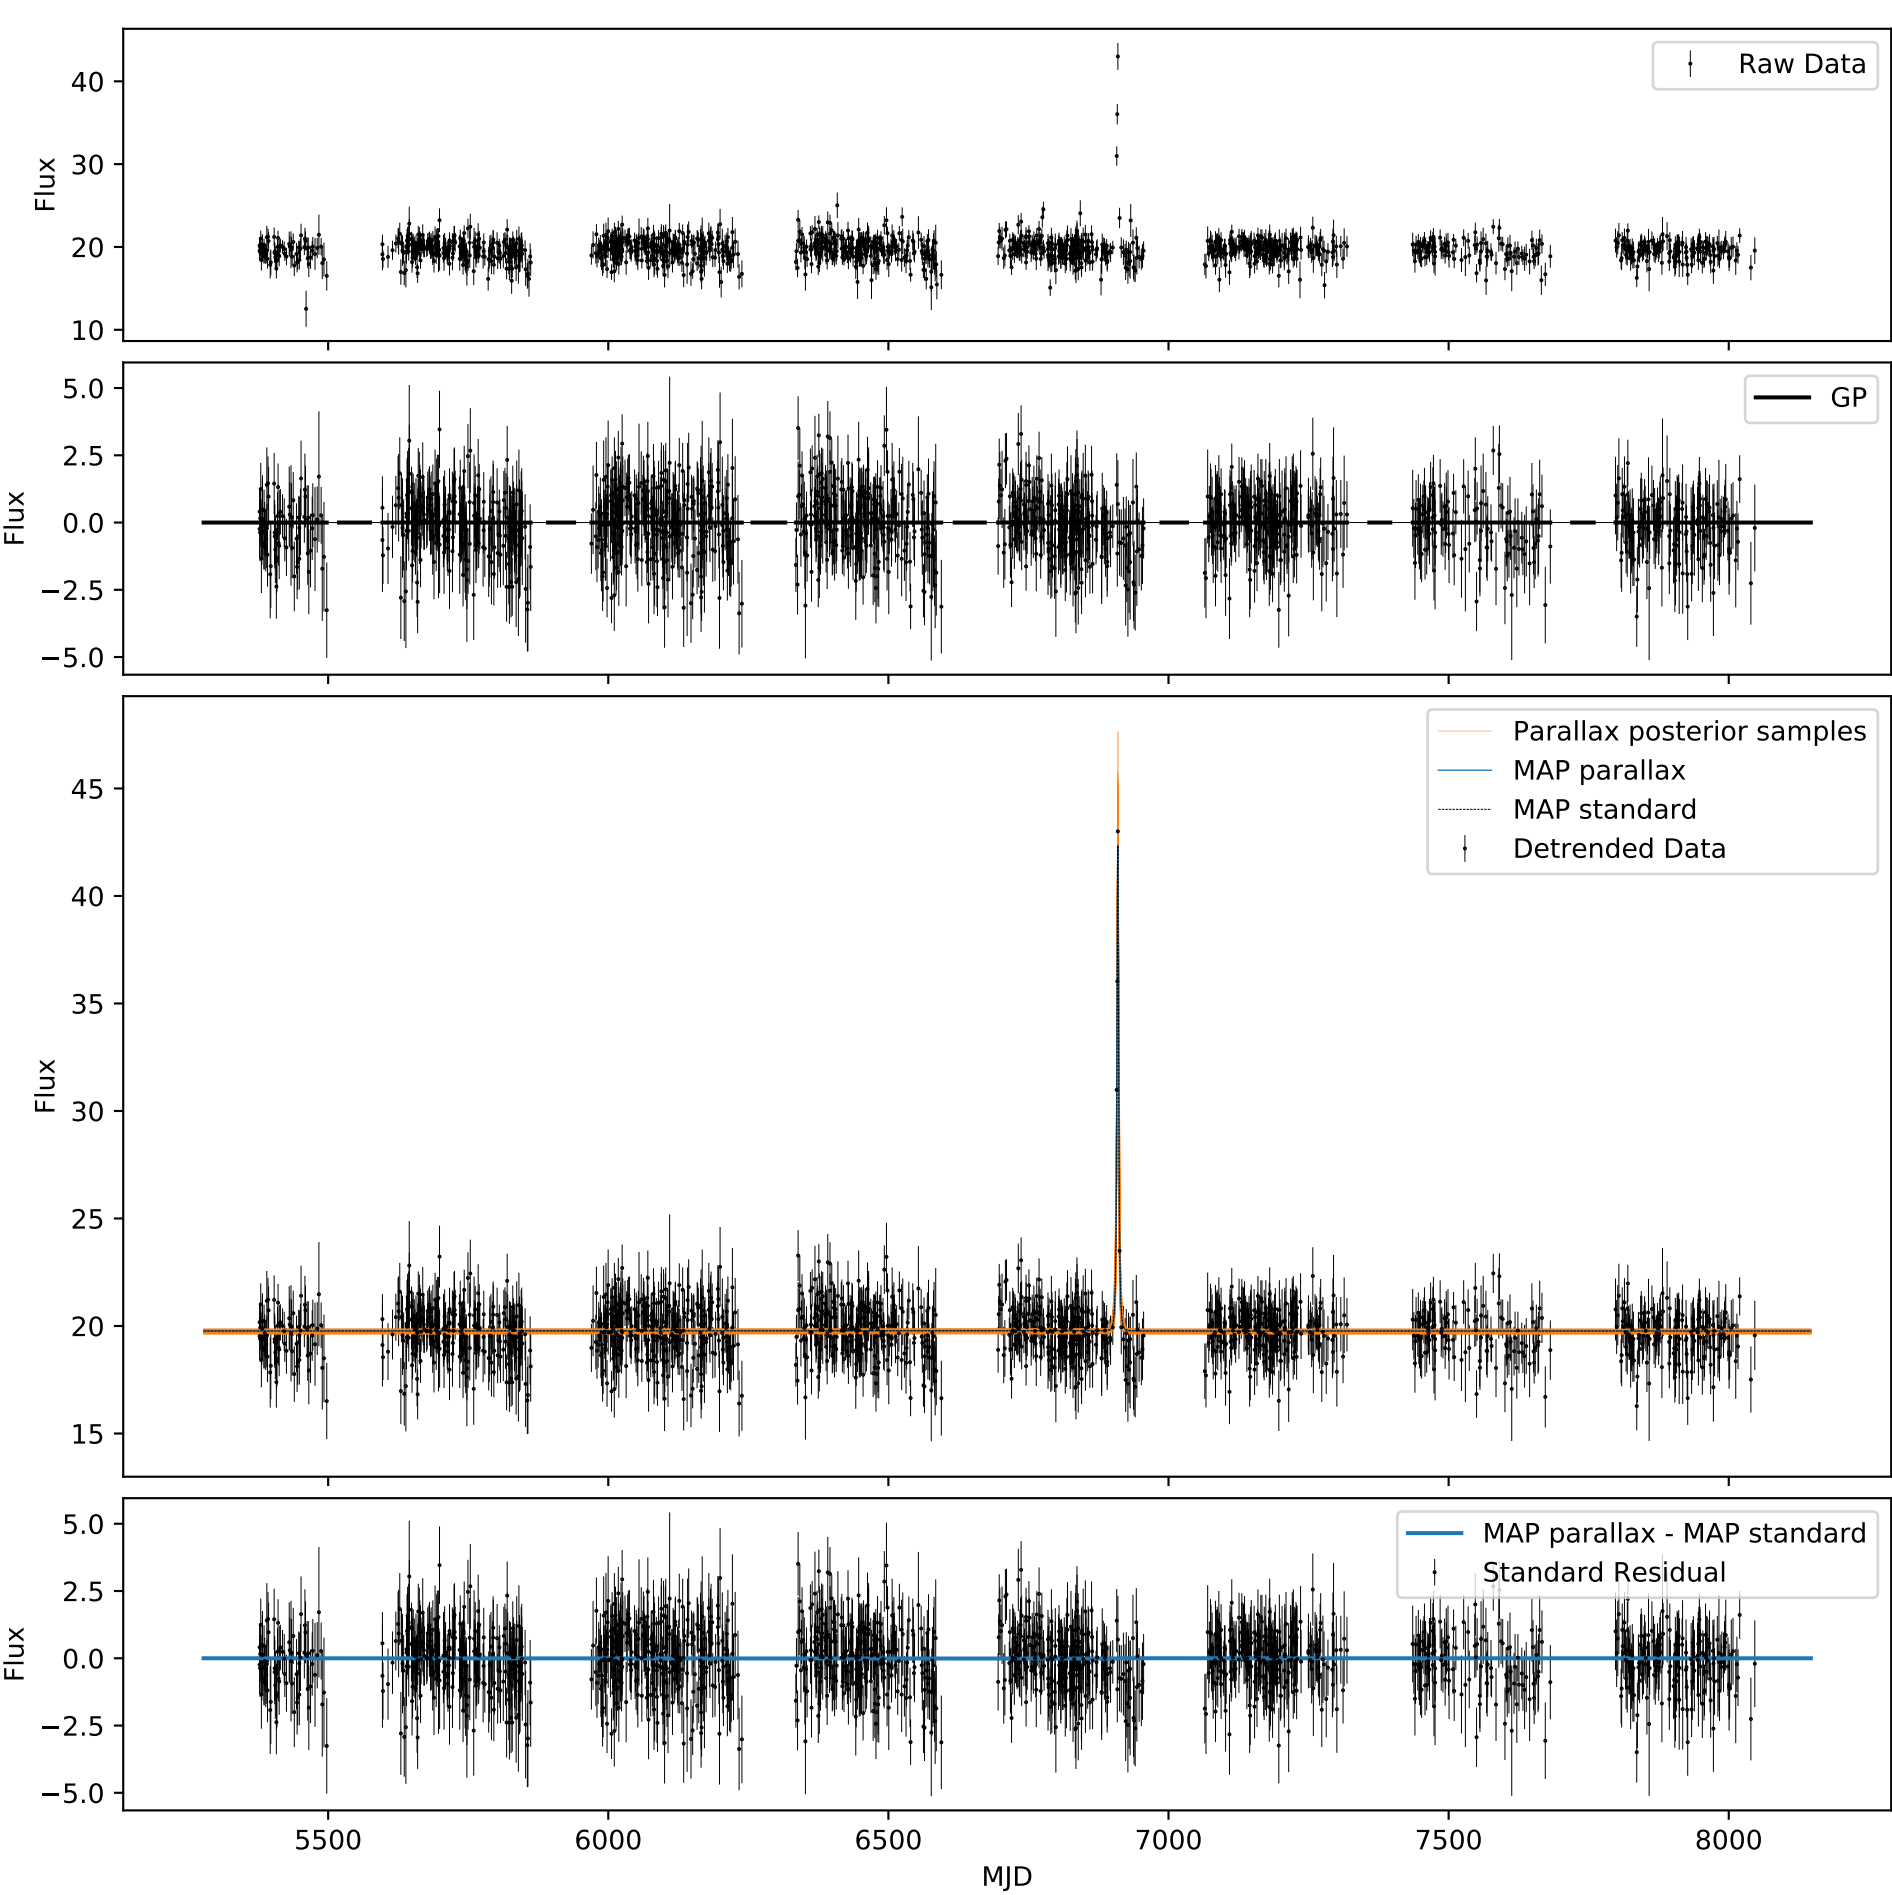 Raw Data
40
30
20
10
Flux
GP
5.0
2.5
0.0
−2.5
−5.0
Flux
Parallax posterior samples
MAP parallax
MAP standard
Detrended Data
45
40
35
30
25
20
15
Flux
MAP parallax - MAP standard
Standard Residual
5.0
2.5
0.0
−2.5
−5.0
Flux
5500 6000 6500 7000 7500 8000
MJD